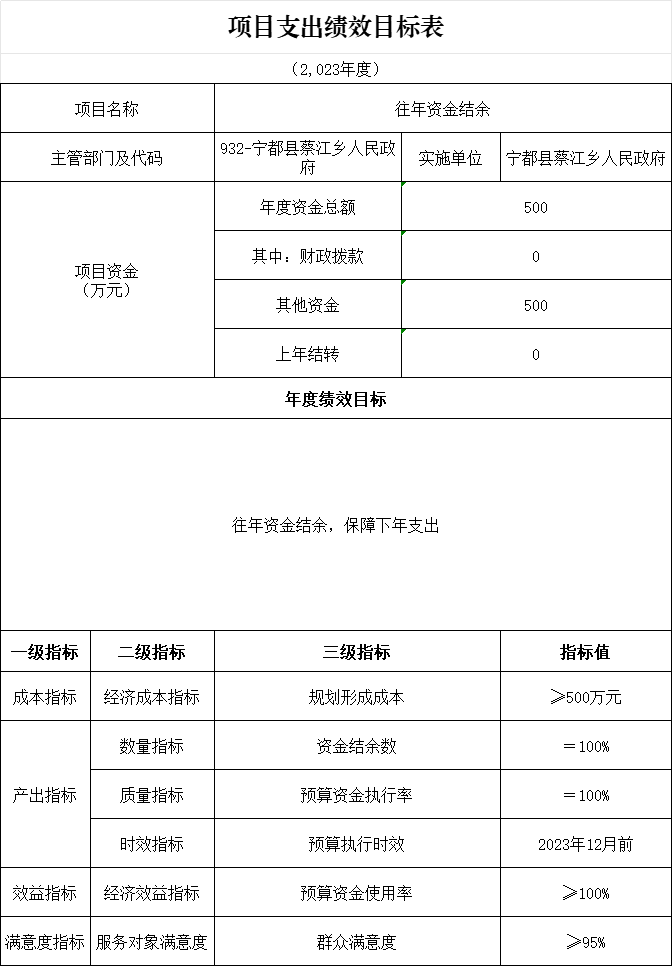 项目支出绩效目标表
（2,023年度）
项目名称 往年资金结余
主管部门及代码 932-宁都县蔡江乡人民政
府 实施单位 宁都县蔡江乡人民政府
项目资金
（万元）
年度资金总额 500
其中：财政拨款 0
其他资金 500
上年结转 0
年度绩效目标
往年资金结余，保障下年支出
一级指标 二级指标 三级指标 指标值
成本指标 经济成本指标 规划形成成本 ≥500万元
产出指标 数量指标 资金结余数 ＝100%
质量指标 预算资金执行率 ＝100%
时效指标 预算执行时效 2023年12月前
效益指标 经济效益指标 预算资金使用率 ≥100%
满意度指标 服务对象满意度 群众满意度 ≥95%